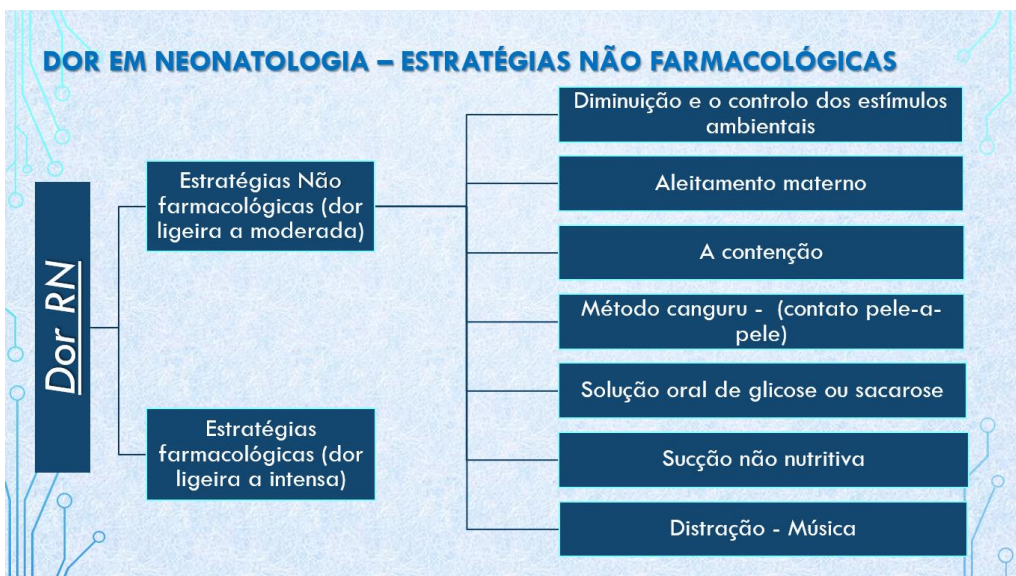 DOR EM NEONATOLOGIA – ESTRATÉGIAS NÃO FARMACOLÓGICAS
Dor RN
Estratégias Não
farmacológicas (dor
ligeira a moderada)
Estratégias
farmacológicas (dor
ligeira a intensa)
Diminuição e o controlo dos estímulos
ambientais
Aleitamento materno
A contenção
Método canguru - (contato pele-a-
pele)
Solução oral de glicose ou sacarose
Sucção não nutritiva
Distração - Música